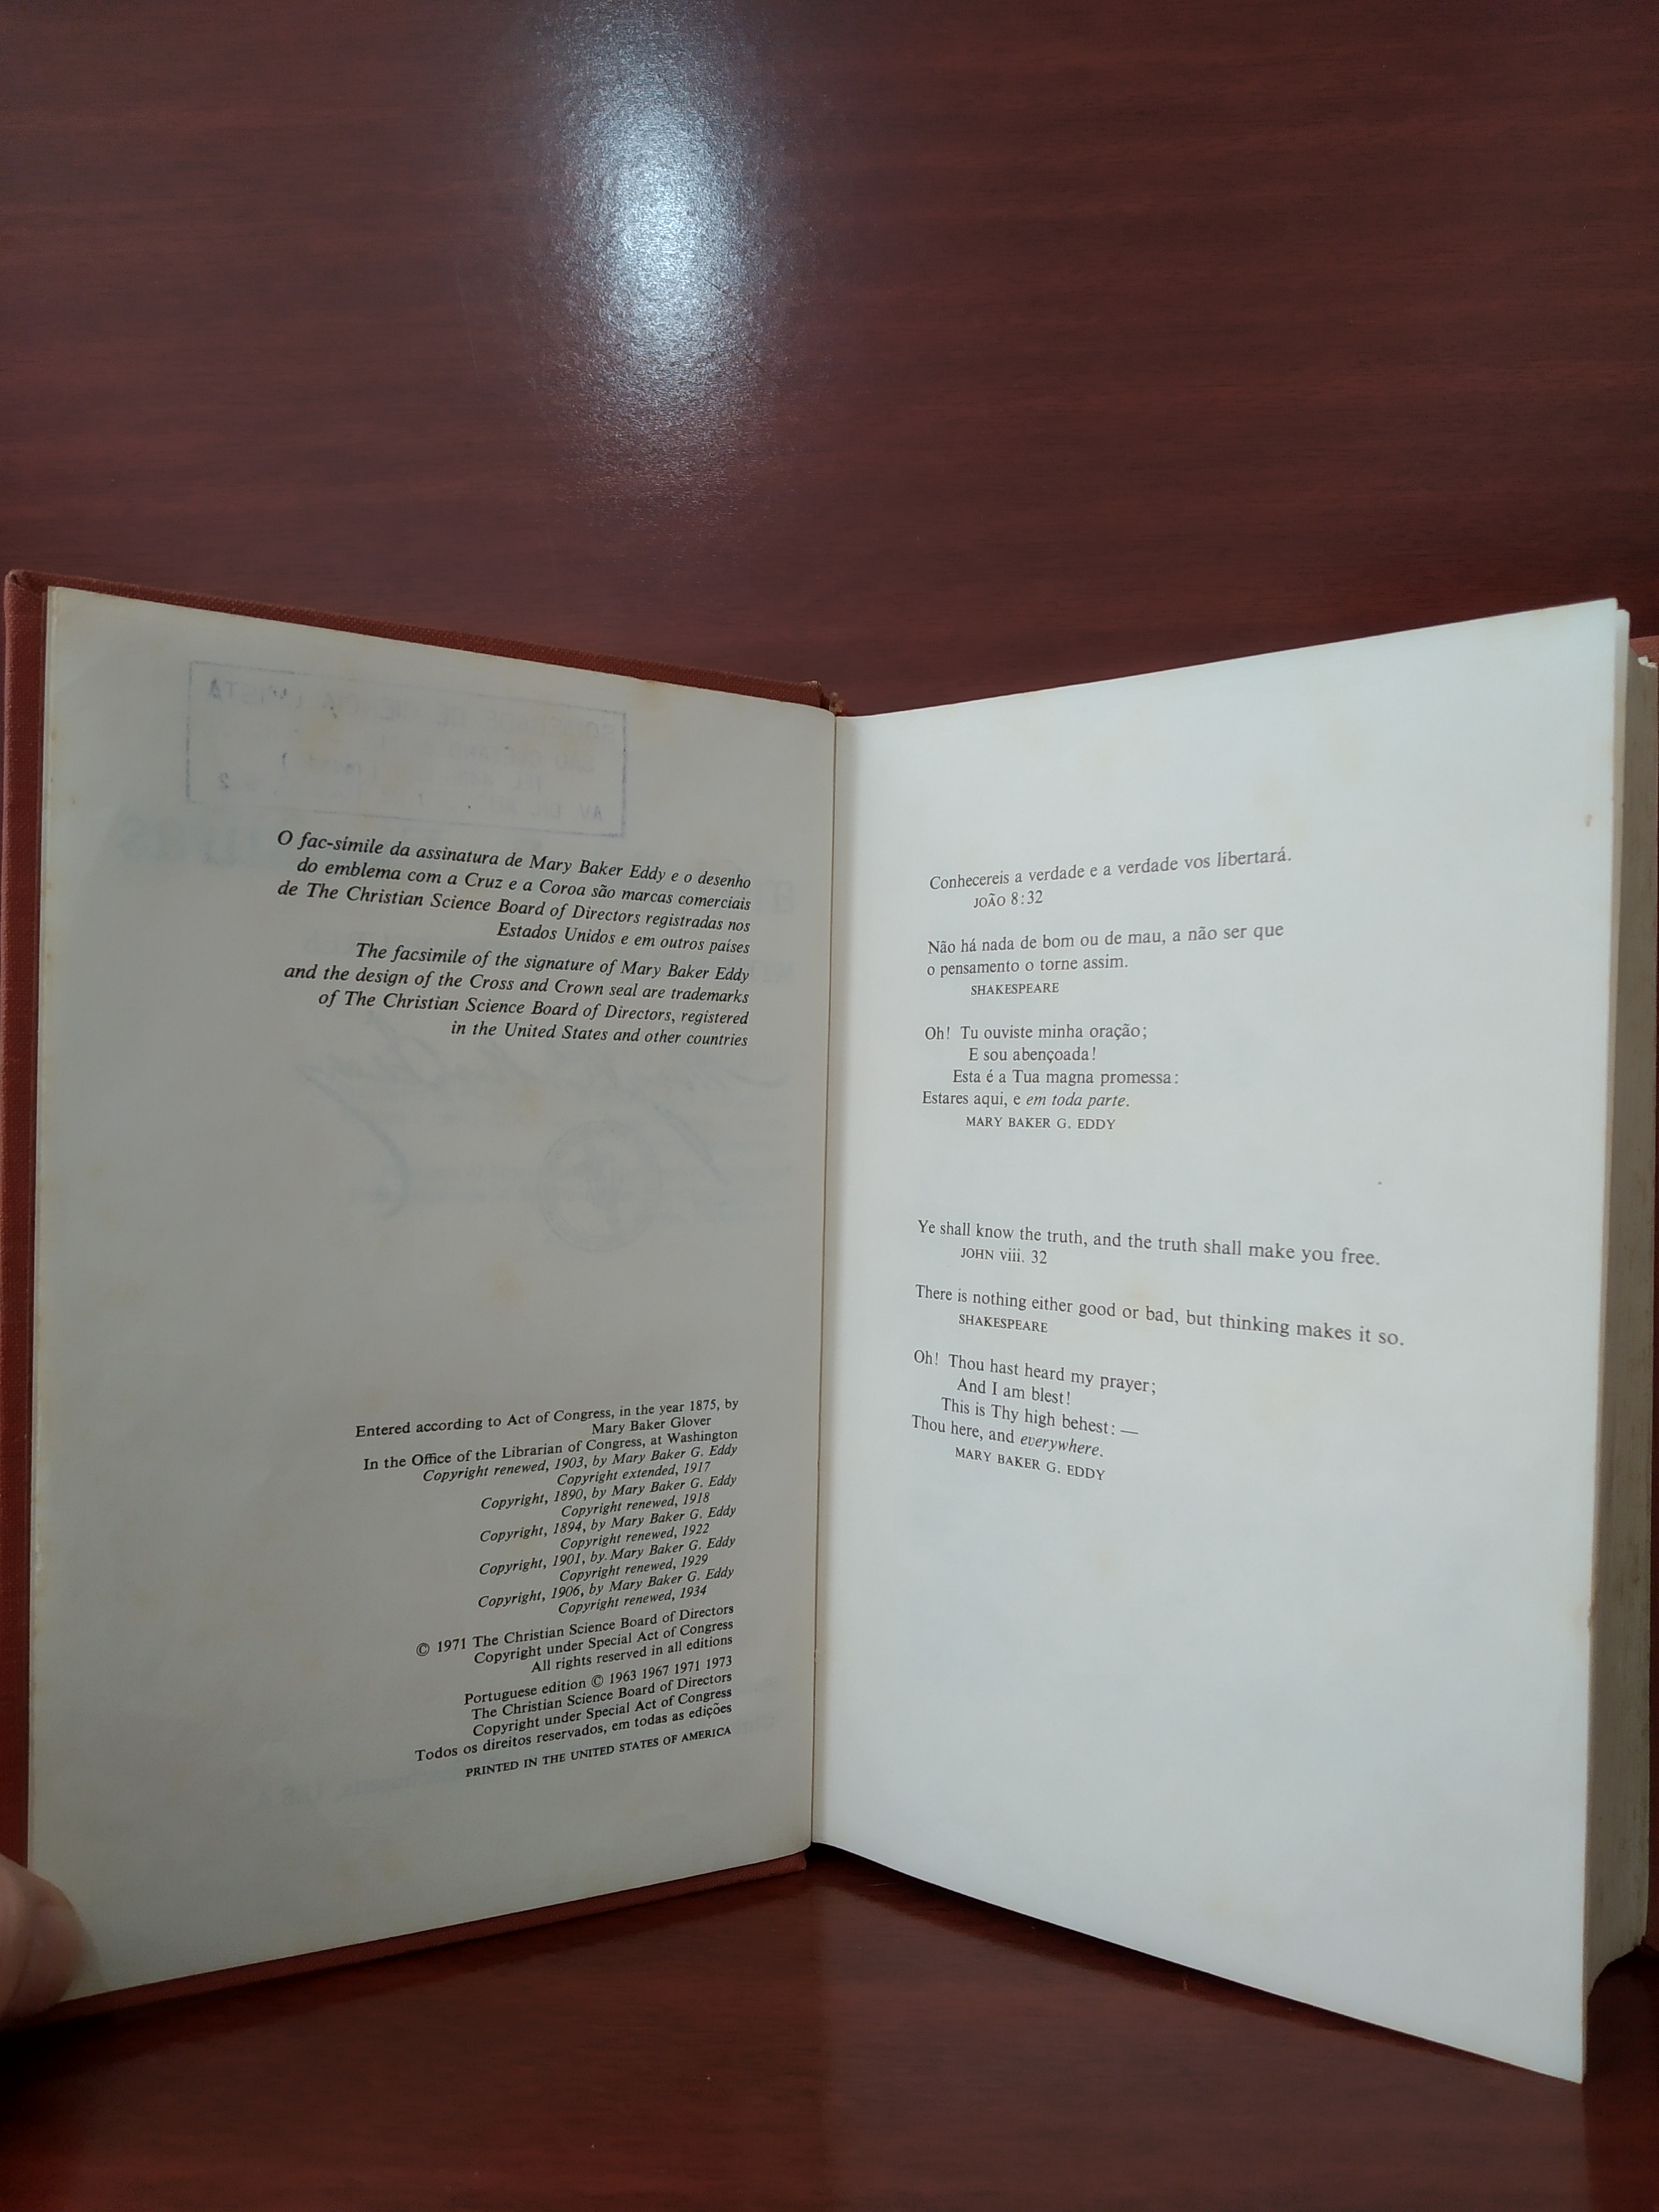 O fac-símile da assinatura de Mary Baker Eddy e o desenho
do emblema com a Cruz e a Coroa são marcas comerciais
de The Christian Science Board of Directors registradas nos
Estados Unidos e em outros países
The facsimile of the signature of Mary Baker Eddy
and the design of the Cross and Crown seal are trademarks
of The Christian Science Board of Directors, registered
in the United States and other countries
Entered according to Act of Congress, in the year 1875, by
Mary Baker Glover
In the Office of the Librarian of Congress, at Washington
Copyright renewed, 1903, by Mary Baker G. Eddy
Copyright extended, 1917
Copyright, 1890, by Mary Baker G. Eddy
Copyright renewed, 1918
Copyright, 1894, by Mary Baker G. Eddy
Copyright renewed, 1922
Copyright, 1901, by Mary Baker G. Eddy
Copyright renewed, 1929
Copyright, 1906, by Mary Baker G. Eddy
Copyright renewed, 1934
© 1971 The Christian Science Board of Directors
Copyright under Special Act of Congress
All rights reserved in all editions
Portuguese edition © 1963 1967 1971 1973
The Christian Science Board of Directors
Copyright under Special Act of Congress
Todos os direitos reservados, em todas as edições
PRINTED IN THE UNITED STATES OF AMERICA
Conhecereis a verdade e a verdade vos libertará.
JOÃO 8:32
Não há nada de bom ou de mau, a não ser que
o pensamento o torne assim.
SHAKESPEARE
Oh! Tu ouviste minha oração;
E sou abençoada!
Esta é a Tua magna promessa:
Estares aqui, e em toda parte.
MARY BAKER G. EDDY
Ye shall know the truth, and the truth shall make you free.
JOHN viii. 32
There is nothing either good or bad, but thinking makes it so.
SHAKESPEARE
Oh! Thou hast heard my prayer;
And I am blest!
This is Thy high behest: —
Thou here, and everywhere.
MARY BAKER G. EDDY